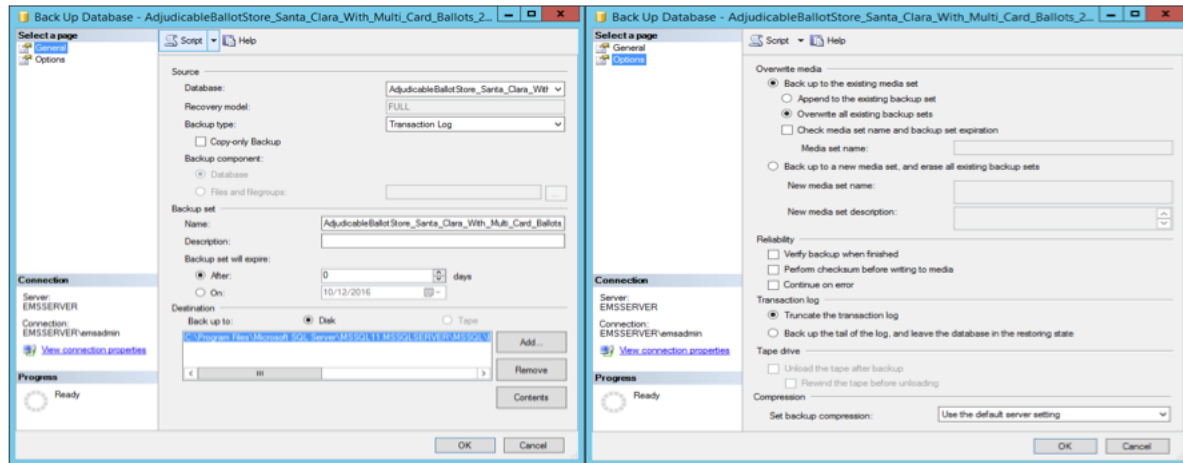 Back Up Database - AdjudicableBallotStore_Santa_Clara_With_Multi_Card_Ballots_2...
Select a page
General
Options
Script
Help
Source
Database:
AdjudicableBallotStore_Santa_Clara_With
Recovery model:
FULL
Backup type:
Transaction Log
Copy-only Backup
Backup component:
Database
Files and filegroups:
...
Backup set
Name:
AdjudicableBallotStore_Santa_Clara_With_Multi_Card_Ballots
Description:
Backup set will expire:
After:
0
days
On:
10/12/2016
Destination
Back up to:
Disk
Tape
C:\Program Files\Microsoft SQL Server\MSSQL11.MSSQLSERVER\MSSQL\
Add...
Remove
Contents
Connection
Server:
EMSSERVER
Connection:
EMSSERVER\emsadmin
View connection properties
Progress
Ready
OK
Cancel
Back Up Database - AdjudicableBallotStore_Santa_Clara_With_Multi_Card_Ballots_2...
Select a page
General
Options
Script
Help
Overwrite media
Back up to the existing media set
Append to the existing backup set
Overwrite all existing backup sets
Check media set name and backup set expiration
Media set name:
Back up to a new media set, and erase all existing backup sets
New media set name:
New media set description:
Reliability
Verify backup when finished
Perform checksum before writing to media
Continue on error
Transaction log
Truncate the transaction log
Back up the tail of the log, and leave the database in the restoring state
Tape drive
Unload the tape after backup
Rewind the tape before unloading
Compression
Set backup compression:
Use the default server setting
Connection
Server:
EMSSERVER
Connection:
EMSSERVER\emsadmin
View connection properties
Progress
Ready
OK
Cancel